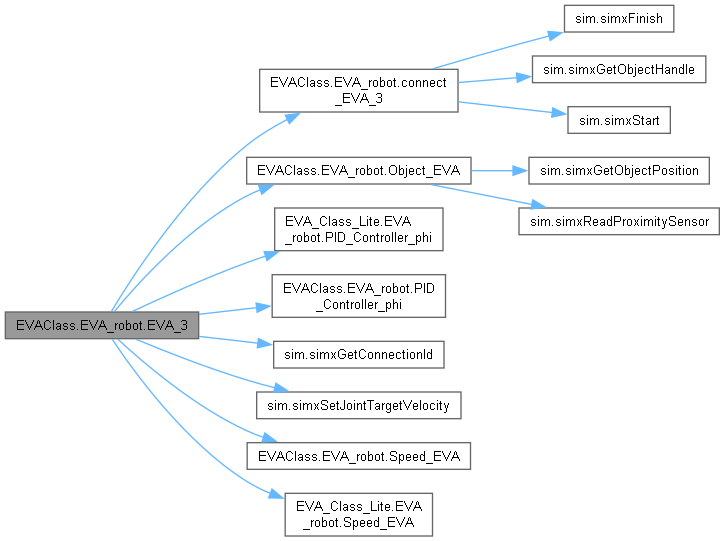 EVAClass.EVA_robot.EVA_3
EVAClass.EVA_robot.connect
_EVA_3
sim.simxFinish
sim.simxGetObjectHandle
sim.simxStart
EVAClass.EVA_robot.Object_EVA
sim.simxGetObjectPosition
sim.simxReadProximitySensor
EVA_Class_Lite.EVA
_robot.PID_Controller_phi
EVAClass.EVA_robot.PID
_Controller_phi
sim.simxGetConnectionId
sim.simxSetJointTargetVelocity
EVAClass.EVA_robot.Speed_EVA
EVA_Class_Lite.EVA
_robot.Speed_EVA